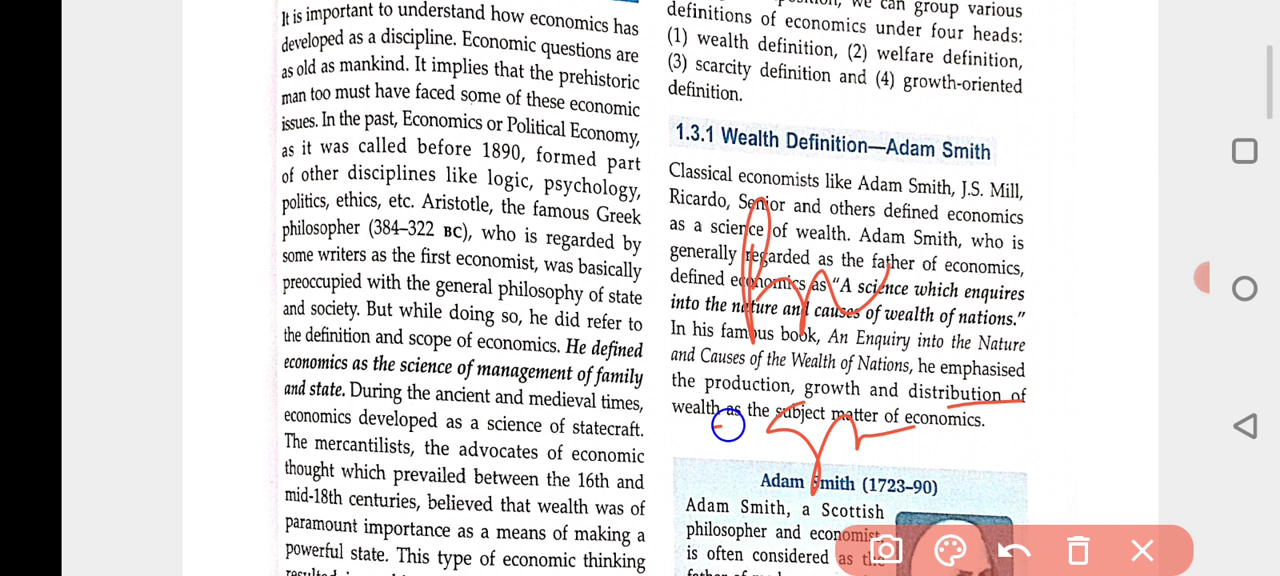 It is important to understand how economics has
developed as a discipline. Economic questions are
as old as mankind. It implies that the prehistoric
man too must have faced some of these economic
issues. In the past, Economics or Political Economy,
as it was called before 1890, formed part
of other disciplines like logic, psychology,
politics, ethics, etc. Aristotle, the famous Greek
philosopher (384–322 BC), who is regarded by
some writers as the first economist, was basically
preoccupied with the general philosophy of state
and society. But while doing so, he did refer to
the definition and scope of economics. He defined
economics as the science of management of family
and state. During the ancient and medieval times,
economics developed as a science of statecraft.
The mercantilists, the advocates of economic
thought which prevailed between the 16th and
mid-18th centuries, believed that wealth was of
paramount importance as a means of making a
powerful state. This type of economic thinking
we can group various
definitions of economics under four heads:
(1) wealth definition, (2) welfare definition,
(3) scarcity definition and (4) growth-oriented
definition.
1.3.1 Wealth Definition—Adam Smith
Classical economists like Adam Smith, J.S. Mill,
Ricardo, Senior and others defined economics
as a science of wealth. Adam Smith, who is
generally regarded as the father of economics,
defined economics as “A science which enquires
into the nature and causes of wealth of nations.”
In his famous book, An Enquiry into the Nature
and Causes of the Wealth of Nations, he emphasised
the production, growth and distribution of
wealth as the subject matter of economics.
Adam Smith (1723–90)
Adam Smith, a Scottish
philosopher and economist,
is often considered as the